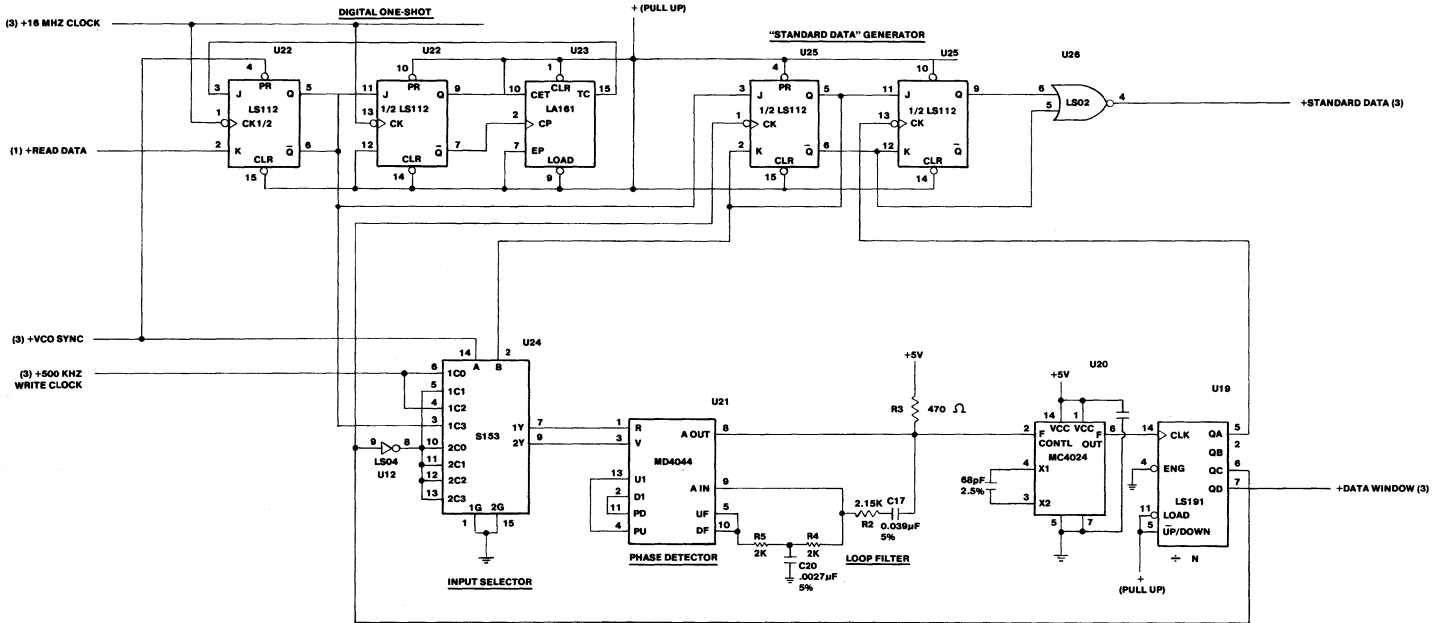 DIGITAL ONE-SHOT
+ (PULL UP)
(3) +16 MHZ CLOCK
"STANDARD DATA" GENERATOR
U22
U22
U23
U25
U25
U26
4
PR
3
J
Q
5
LS112
1
CK1/2
2
K
Q̄
6
CLR
15
10
PR
11
J
Q
9
1/2 LS112
13
CK
12
Q̄
7
CLR
14
1
CLR
TC
15
10
CET
LA161
2
CP
7
EP
LOAD
9
4
PR
3
J
Q
5
1/2 LS112
1
CK
2
K
Q̄
6
CLR
15
10
11
J
Q
9
1/2 LS112
13
CK
12
K
Q̄
CLR
14
6
5
LS02
4
+STANDARD DATA (3)
(1) +READ DATA
(3) +VCO SYNC
(3) +500 KHZ
WRITE CLOCK
U24
14
2
A
B
6
1C0
5
1C1
4
1C2
3
1C3
10
2C0
11
2C1
12
2C2
13
2C3
S153
1Y
7
2Y
9
1G
2G
1
15
INPUT SELECTOR
9
8
LS04
U12
U21
1
R
3
V
A OUT
8
MD4044
13
U1
2
D1
11
PD
4
PU
A IN
9
UF
5
DF
10
PHASE DETECTOR
R5
2K
R4
2K
C20
.0027µF
5%
2.15K
R2
C17
0.039µF
5%
LOOP FILTER
+5V
R3
470 Ω
U20
+5V
14
1
VCC
VCC
2
F
CONTL
F
OUT
6
MC4024
4
X1
3
X2
5
7
68pF
2.5%
U19
14
CLK
QA
5
QB
2
4
ENG
QC
6
QD
7
LS191
11
LOAD
5
UP/DOWN
÷ N
+
(PULL UP)
+DATA WINDOW (3)